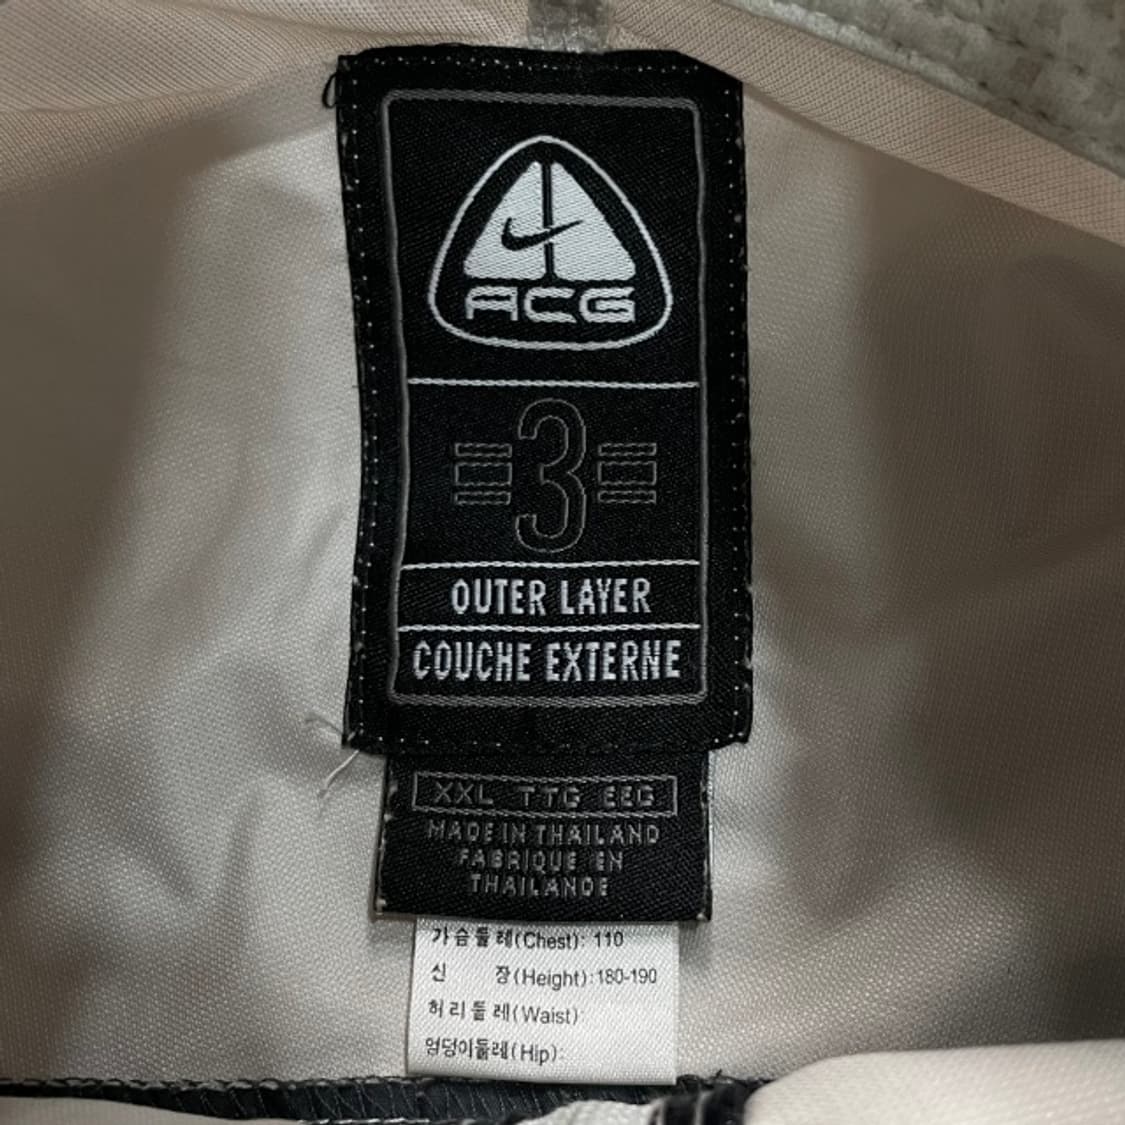 ACG
3
OUTER LAYER
COUCHE EXTERNE
XXL TTG EEG
MADE IN THAILAND
FABRIQUE EN
THAILANDE
가슴둘레(Chest): 110
신 장(Height):180-190
허리둘레(Waist):
엉덩이둘레(Hip):